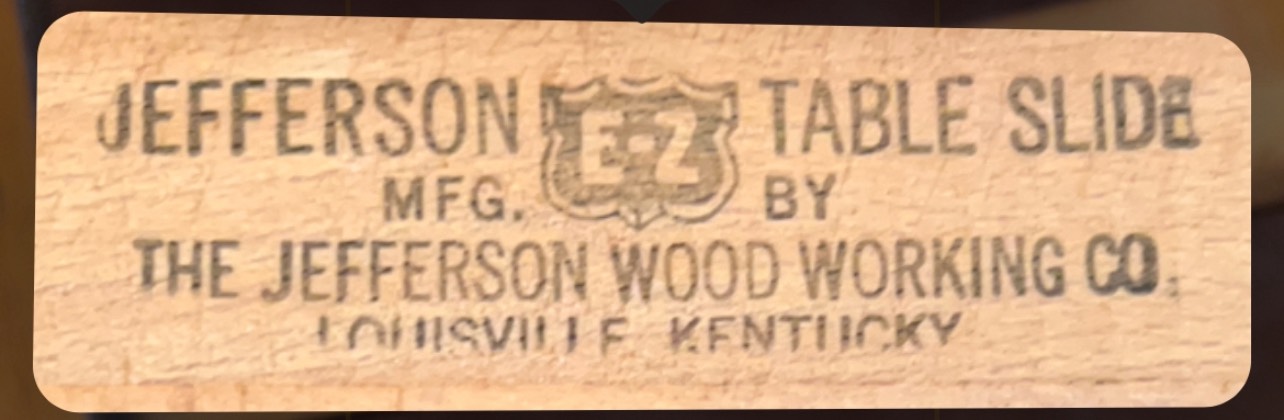 JEFFERSON E-Z TABLE SLIDE
MFG. BY
THE JEFFERSON WOOD WORKING CO.
LOUISVILLE KENTUCKY